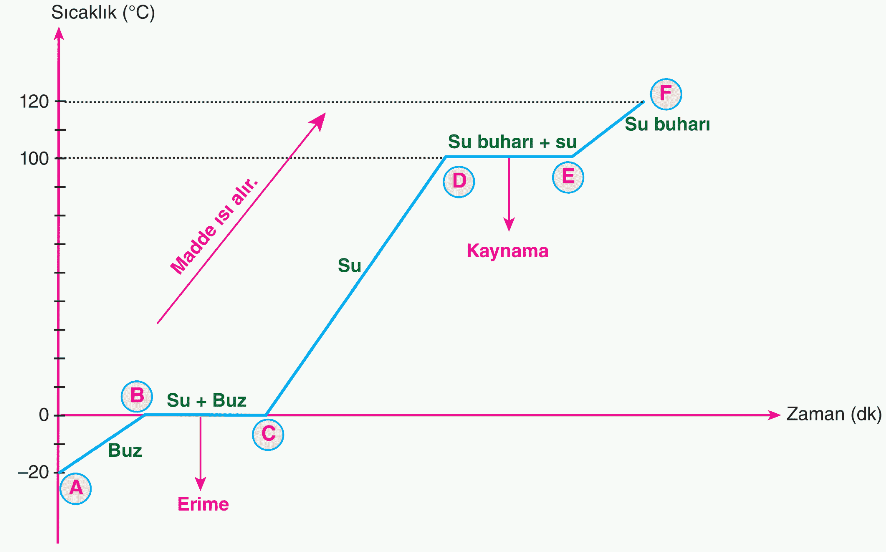 Sıcaklık (°C)
120
F
Su buharı
Su buharı + su
100
D
E
Madde ısı alır.
Kaynama
Su
B
Su + Buz
0
Zaman (dk)
C
Buz
–20
A
Erime